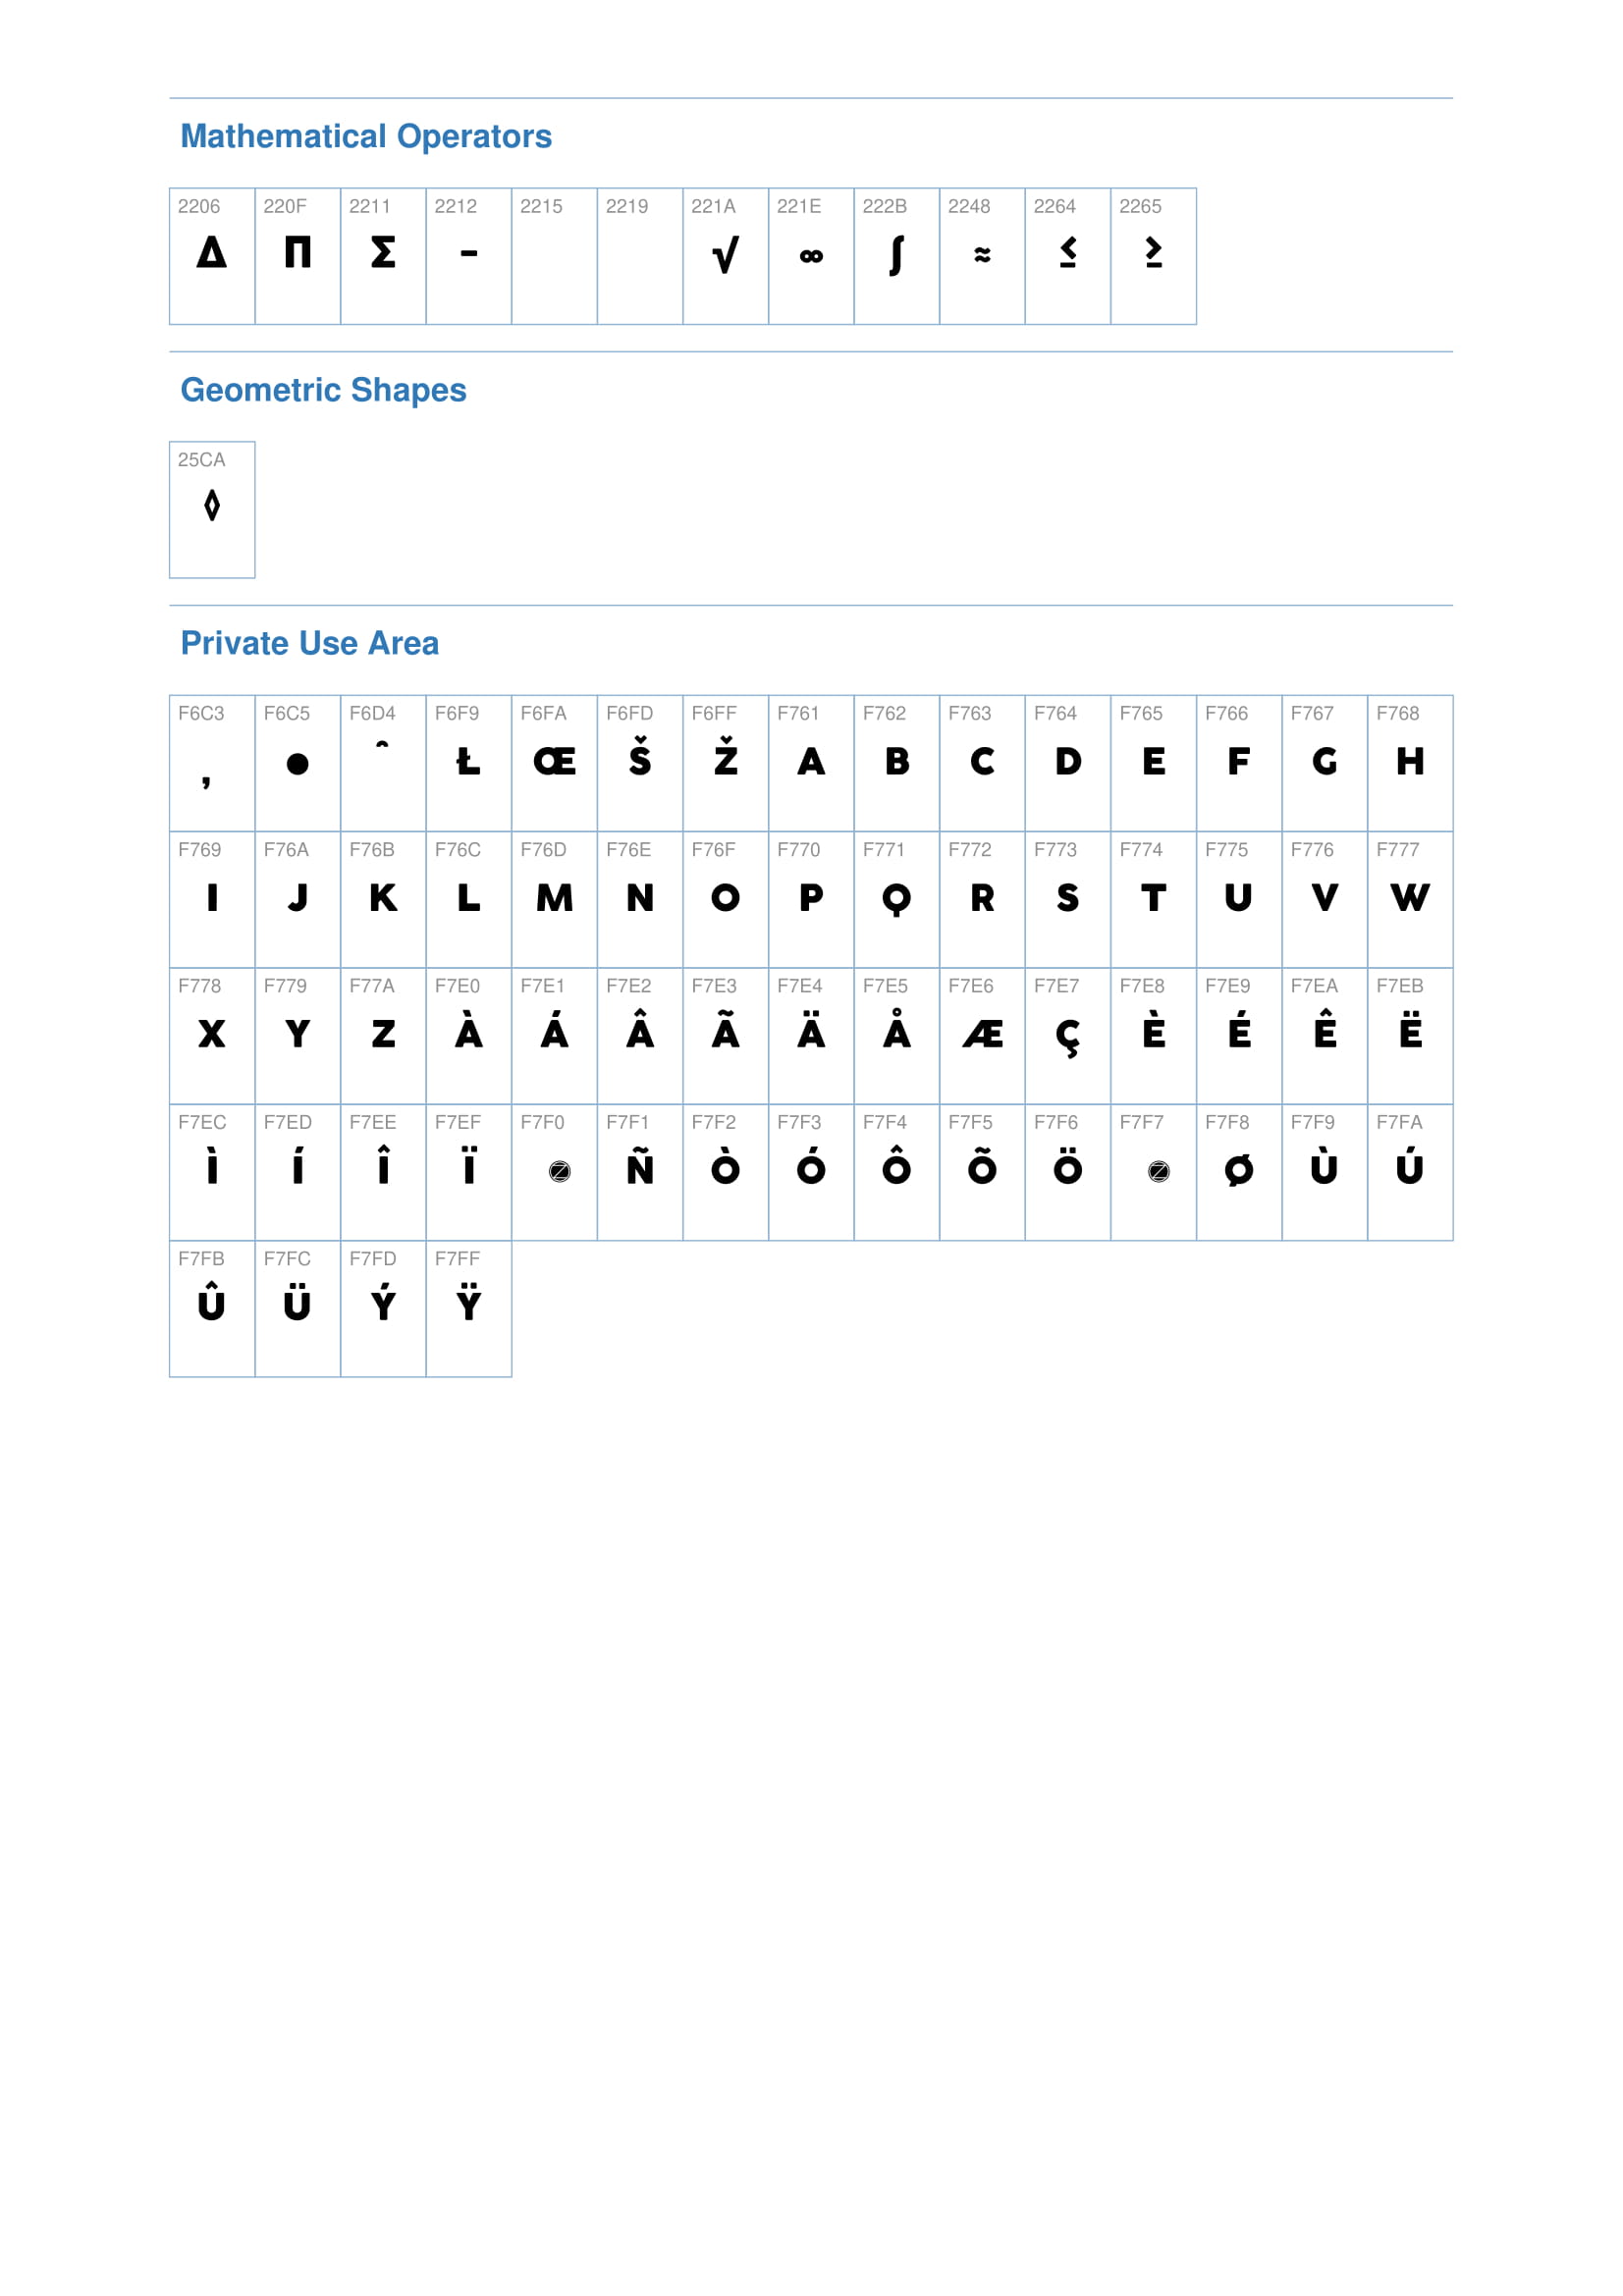 Mathematical Operators
2206 220F 2211 2212 2215 2219 221A 221E 222B 2248 2264 2265
∆ ∏ ∑ − √ ∞ ∫ ≈ ≤ ≥
Geometric Shapes
25CA
◊
Private Use Area
F6C3 F6C5 F6D4 F6F9 F6FA F6FD F6FF F761 F762 F763 F764 F765 F766 F767 F768
, ● ̑ Ł Œ Š Ž A B C D E F G H
F769 F76A F76B F76C F76D F76E F76F F770 F771 F772 F773 F774 F775 F776 F777
I J K L M N O P Q R S T U V W
F778 F779 F77A F7E0 F7E1 F7E2 F7E3 F7E4 F7E5 F7E6 F7E7 F7E8 F7E9 F7EA F7EB
X Y Z À Á Â Ã Ä Å Æ Ç È É Ê Ë
F7EC F7ED F7EE F7EF F7F0 F7F1 F7F2 F7F3 F7F4 F7F5 F7F6 F7F7 F7F8 F7F9 F7FA
Ì Í Î Ï Z Ñ Ò Ó Ô Õ Ö Z Ø Ù Ú
F7FB F7FC F7FD F7FF
Û Ü Ý Ÿ